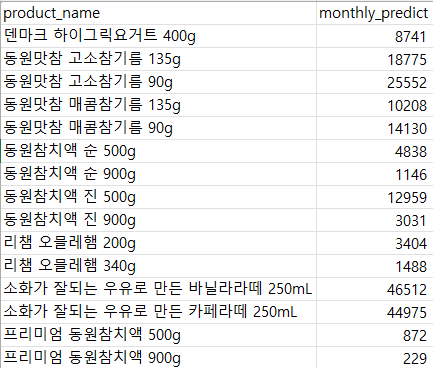 product_name monthly_predict
덴마크 하이그릭요거트 400g 8741
동원맛참 고소참기름 135g 18775
동원맛참 고소참기름 90g 25552
동원맛참 매콤참기름 135g 10208
동원맛참 매콤참기름 90g 14130
동원참치액 순 500g 4838
동원참치액 순 900g 1146
동원참치액 진 500g 12959
동원참치액 진 900g 3031
리챔 오믈레햄 200g 3404
리챔 오믈레햄 340g 1488
소화가 잘되는 우유로 만든 바닐라라떼 250mL 46512
소화가 잘되는 우유로 만든 카페라떼 250mL 44975
프리미엄 동원참치액 500g 872
프리미엄 동원참치액 900g 229